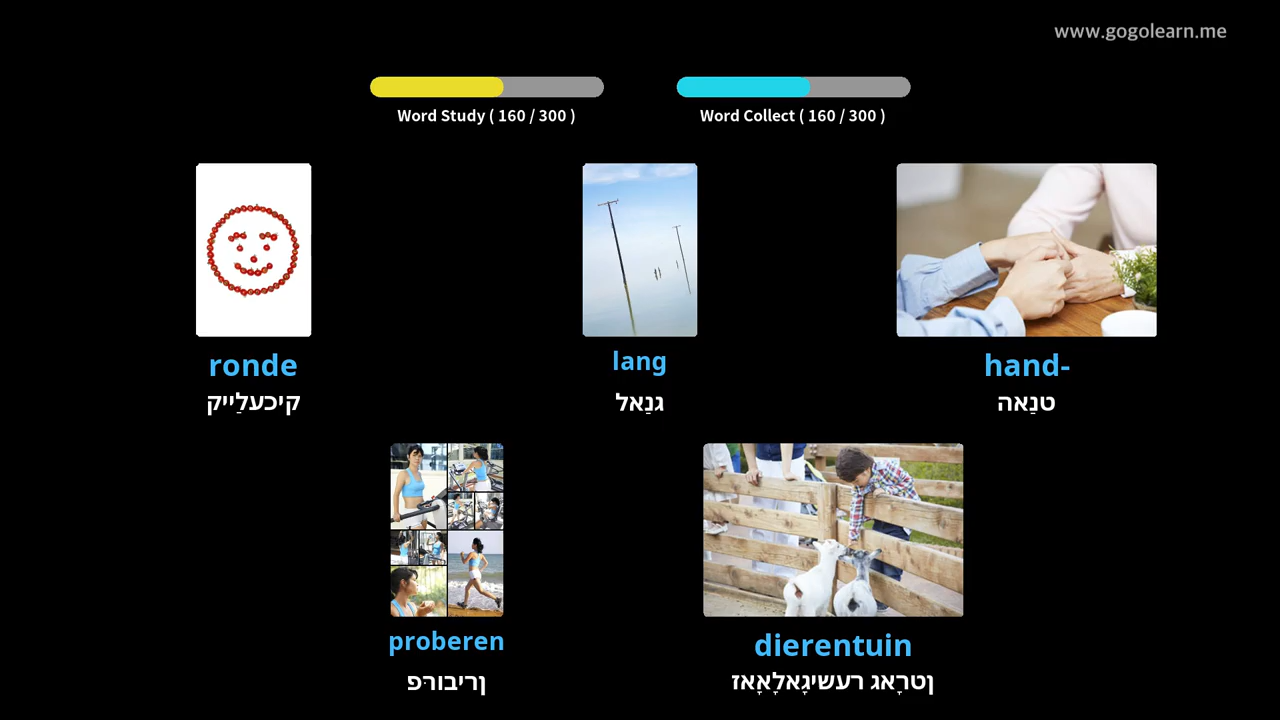 www.gogolearn.me
Word Study ( 160 / 300 )
Word Collect ( 160 / 300 )
ronde
lang
hand-
קיכעלַייק
גנַאל
טנַאה
proberen
dierentuin
ןריבורּפ
ןטרָאג רעשיגָאלָאָאז